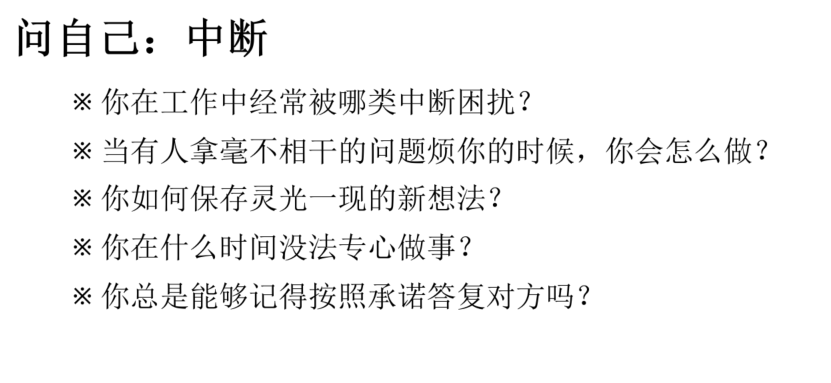 问自己：中断
※ 你在工作中经常被哪类中断困扰？
※ 当有人拿毫不相干的问题烦你的时候，你会怎么做？
※ 你如何保存灵光一现的新想法？
※ 你在什么时间没法专心做事？
※ 你总是能够记得按照承诺答复对方吗？